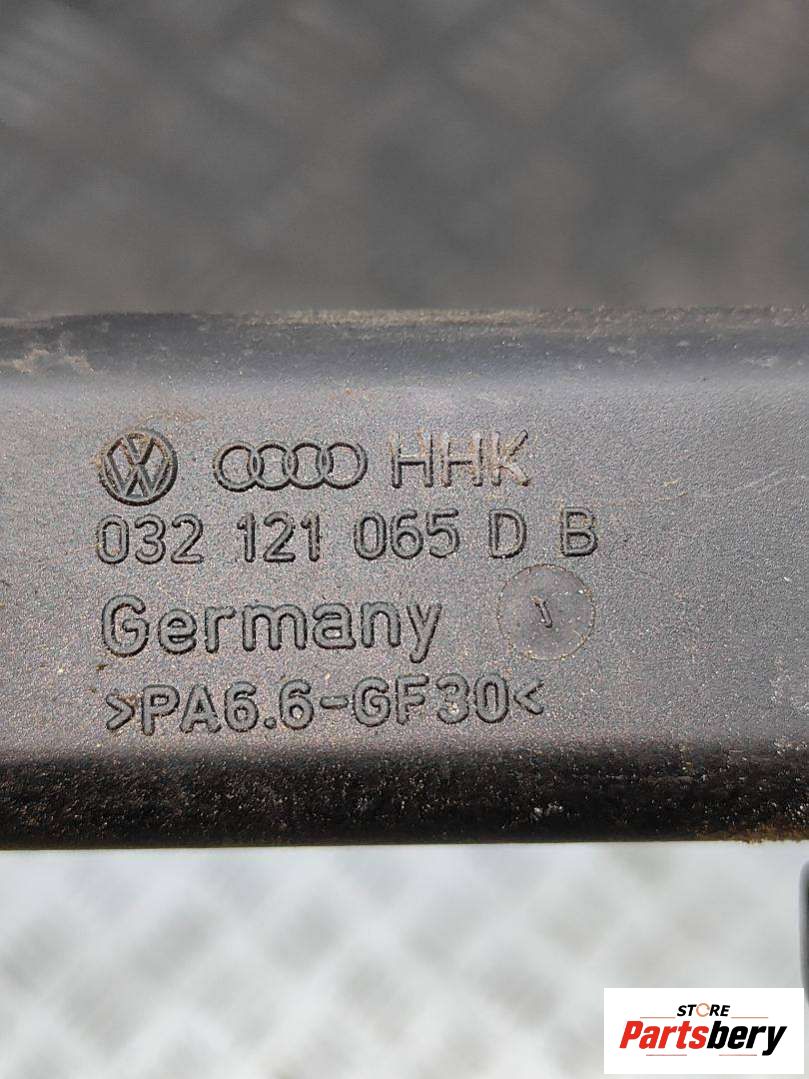 HHK
032 121 065 D B
Germany
>PA6.6-GF30<
STORE
Partsbery